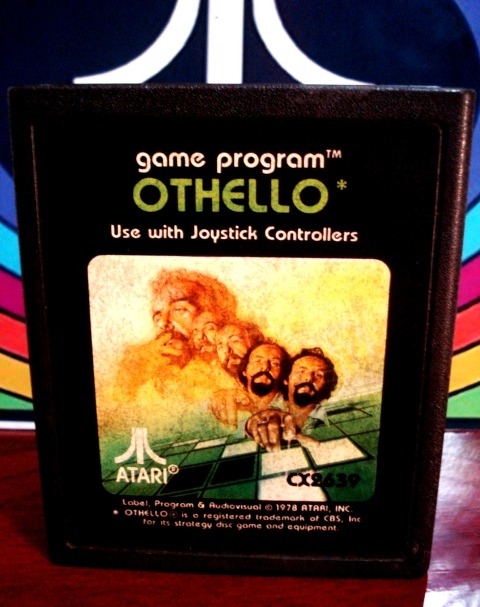 game program™
OTHELLO*
Use with Joystick Controllers
ATARI®
CX2639
Label, Program & Audiovisual © 1978 ATARI, INC.
* OTHELLO - is a registered trademark of CBS, Inc
for its strategy disc game and equipment.